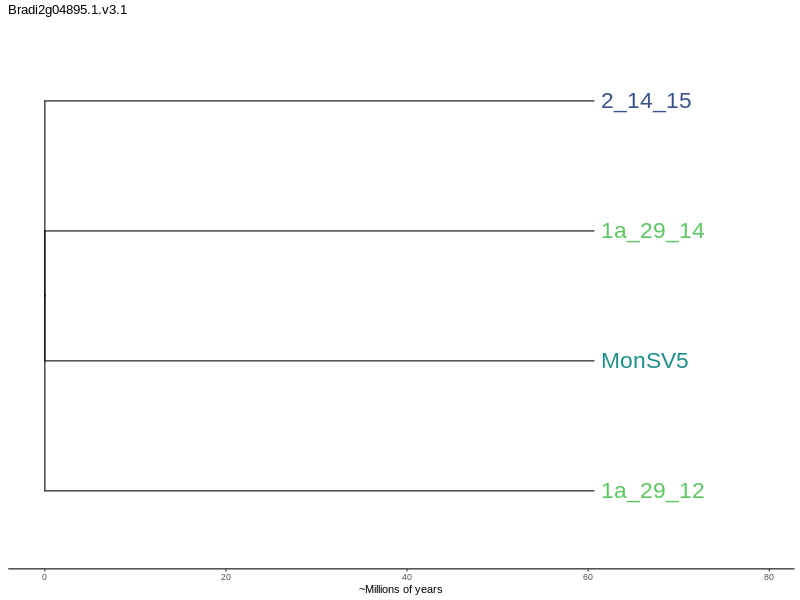 Bradi2g04895.1.v3.1
2_14_15
1a_29_14
MonSV5
1a_29_12
0 20 40 60 80
~Millions of years